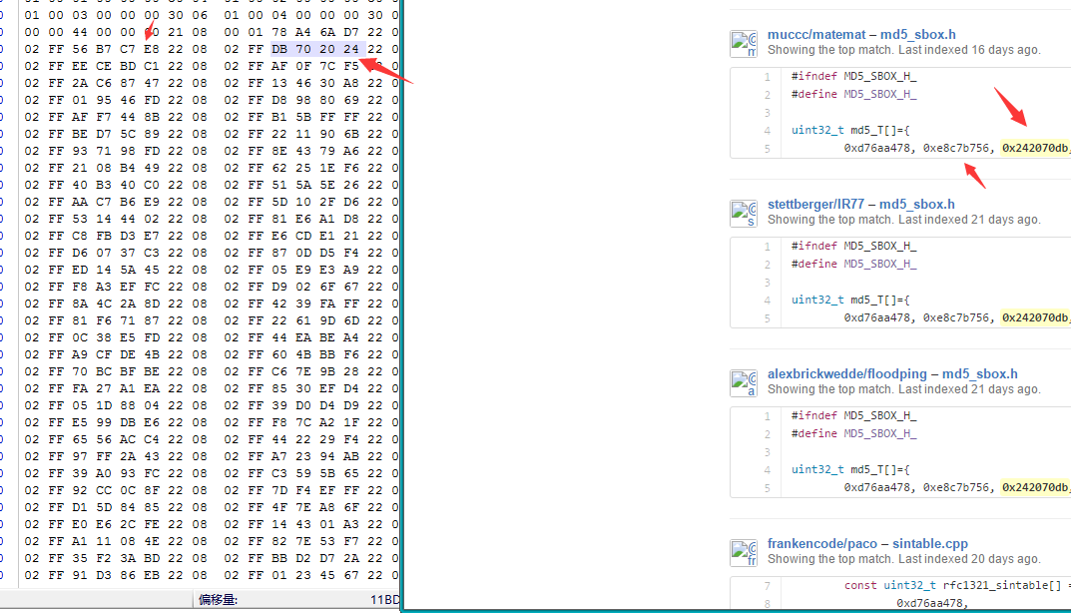 01 00 03 00 00 00 30 06 01 00 04 00 00 00 30 0
00 00 44 00 00 00 21 08 00 01 78 A4 6A D7 22 0
02 FF 56 B7 C7 E8 22 08 02 FF DB 70 20 24 22 0
02 FF EE CE BD C1 22 08 02 FF AF 0F 7C F5 0
02 FF 2A C6 87 47 22 08 02 FF 13 46 30 A8 22 0
02 FF 01 95 46 FD 22 08 02 FF D8 98 80 69 22 0
02 FF AF F7 44 8B 22 08 02 FF B1 5B FF FF 22 0
02 FF BE D7 5C 89 22 08 02 FF 22 11 90 6B 22 0
02 FF 93 71 98 FD 22 08 02 FF 8E 43 79 A6 22 0
02 FF 21 08 B4 49 22 08 02 FF 62 25 1E F6 22 0
02 FF 40 B3 40 C0 22 08 02 FF 51 5A 5E 26 22 0
02 FF AA C7 B6 E9 22 08 02 FF 5D 10 2F D6 22 0
02 FF 53 14 44 02 22 08 02 FF 81 E6 A1 D8 22 0
02 FF C8 FB D3 E7 22 08 02 FF E6 CD E1 21 22 0
02 FF D6 07 37 C3 22 08 02 FF 87 0D D5 F4 22 0
02 FF ED 14 5A 45 22 08 02 FF 05 E9 E3 A9 22 0
02 FF F8 A3 EF FC 22 08 02 FF D9 02 6F 67 22 0
02 FF 8A 4C 2A 8D 22 08 02 FF 42 39 FA FF 22 0
02 FF 81 F6 71 87 22 08 02 FF 22 61 9D 6D 22 0
02 FF 0C 38 E5 FD 22 08 02 FF 44 EA BE A4 22 0
02 FF A9 CF DE 4B 22 08 02 FF 60 4B BB F6 22 0
02 FF 70 BC BF BE 22 08 02 FF C6 7E 9B 28 22 0
02 FF FA 27 A1 EA 22 08 02 FF 85 30 EF D4 22 0
02 FF 05 1D 88 04 22 08 02 FF 39 D0 D4 D9 22 0
02 FF E5 99 DB E6 22 08 02 FF F8 7C A2 1F 22 0
02 FF 65 56 AC C4 22 08 02 FF 44 22 29 F4 22 0
02 FF 97 FF 2A 43 22 08 02 FF A7 23 94 AB 22 0
02 FF 39 A0 93 FC 22 08 02 FF C3 59 5B 65 22 0
02 FF 92 CC 0C 8F 22 08 02 FF 7D F4 EF FF 22 0
02 FF D1 5D 84 85 22 08 02 FF 4F 7E A8 6F 22 0
02 FF E0 E6 2C FE 22 08 02 FF 14 43 01 A3 22 0
02 FF A1 11 08 4E 22 08 02 FF 82 7E 53 F7 22 0
02 FF 35 F2 3A BD 22 08 02 FF BB D2 D7 2A 22 0
02 FF 91 D3 86 EB 22 08 02 FF 01 23 45 67 22 0
偏移量: 11BD
muccc/matemat – md5_sbox.h
Showing the top match. Last indexed 16 days ago.
1 #ifndef MD5_SBOX_H_
2 #define MD5_SBOX_H_
3
4 uint32_t md5_T[]={
5 0xd76aa478, 0xe8c7b756, 0x242070db,
stettberger/IR77 – md5_sbox.h
Showing the top match. Last indexed 21 days ago.
1 #ifndef MD5_SBOX_H_
2 #define MD5_SBOX_H_
3
4 uint32_t md5_T[]={
5 0xd76aa478, 0xe8c7b756, 0x242070db,
alexbrickwedde/floodping – md5_sbox.h
Showing the top match. Last indexed 21 days ago.
1 #ifndef MD5_SBOX_H_
2 #define MD5_SBOX_H_
3
4 uint32_t md5_T[]={
5 0xd76aa478, 0xe8c7b756, 0x242070db,
frankencode/paco – sintable.cpp
Showing the top match. Last indexed 20 days ago.
7 const uint32_t rfc1321_sintable[] =
8 0xd76aa478,